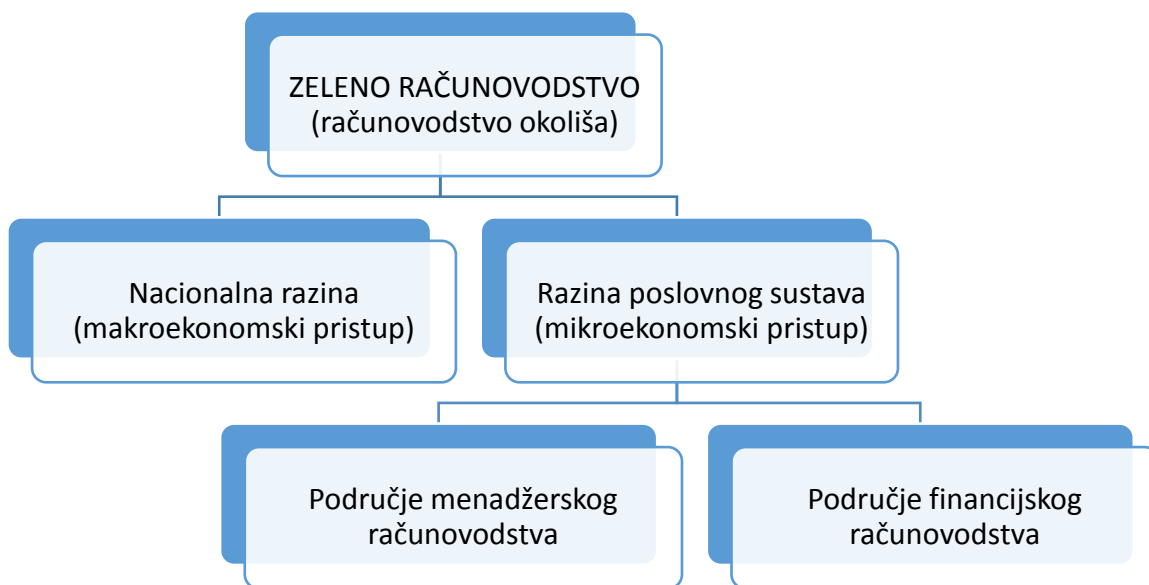 ZELENO RAČUNOVODSTVO
(računovodstvo okoliša)
Nacionalna razina
(makroekonomski pristup)
Razina poslovnog sustava
(mikroekonomski pristup)
Područje menadžerskog
računovodstva
Područje financijskog
računovodstva